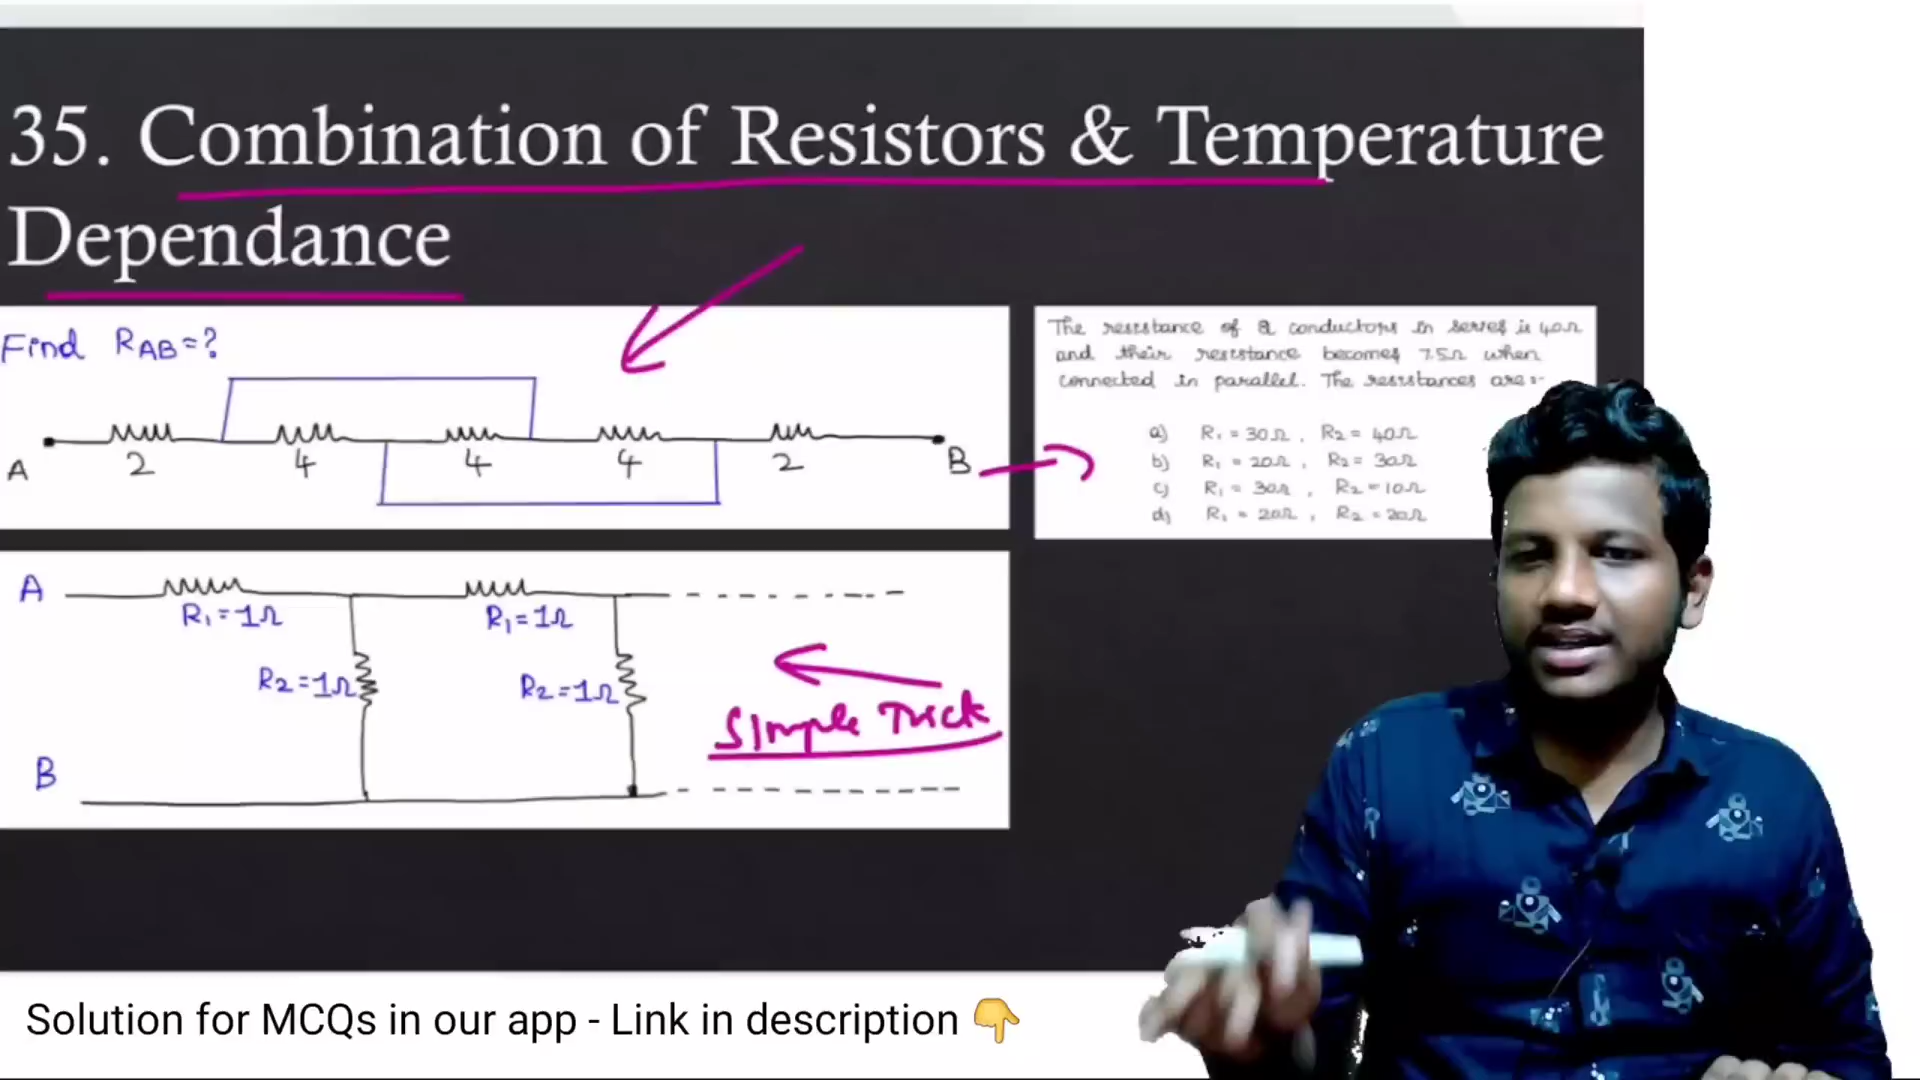 35. Combination of Resistors & Temperature
Dependance
Find RAB=?
A
2
4
4
4
2
B
The resistance of 2 conductors in series is 40Ω
and their resistance becomes 7.5Ω when
connected in parallel. The resistances are:-
a) R₁ = 30Ω , R₂ = 40Ω
b) R₁ = 20Ω , R₂ = 30Ω
c) R₁ = 30Ω , R₂ = 10Ω
d) R₁ = 20Ω , R₂ = 20Ω
A
R₁=1Ω
R₁=1Ω
R₂=1Ω
R₂=1Ω
Simple Trick
B
Solution for MCQs in our app - Link in description 👇